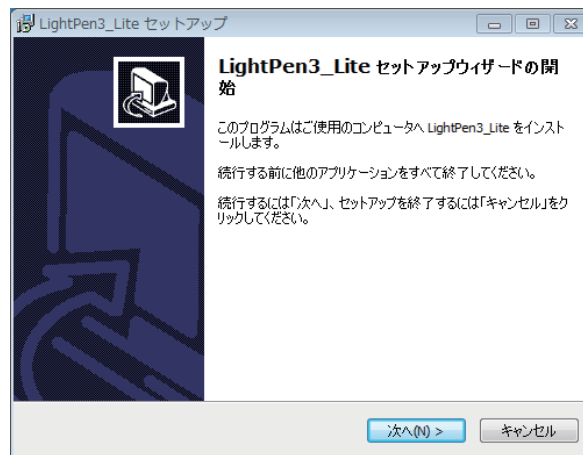 LightPen3_Lite セットアップ
LightPen3_Lite セットアップウィザードの開
始
このプログラムはご使用のコンピュータへ LightPen3_Lite をインスト
ールします。
続行する前に他のアプリケーションをすべて終了してください。
続行するには「次へ」、セットアップを終了するには「キャンセル」をク
リックしてください。
次へ(N) >
キャンセル